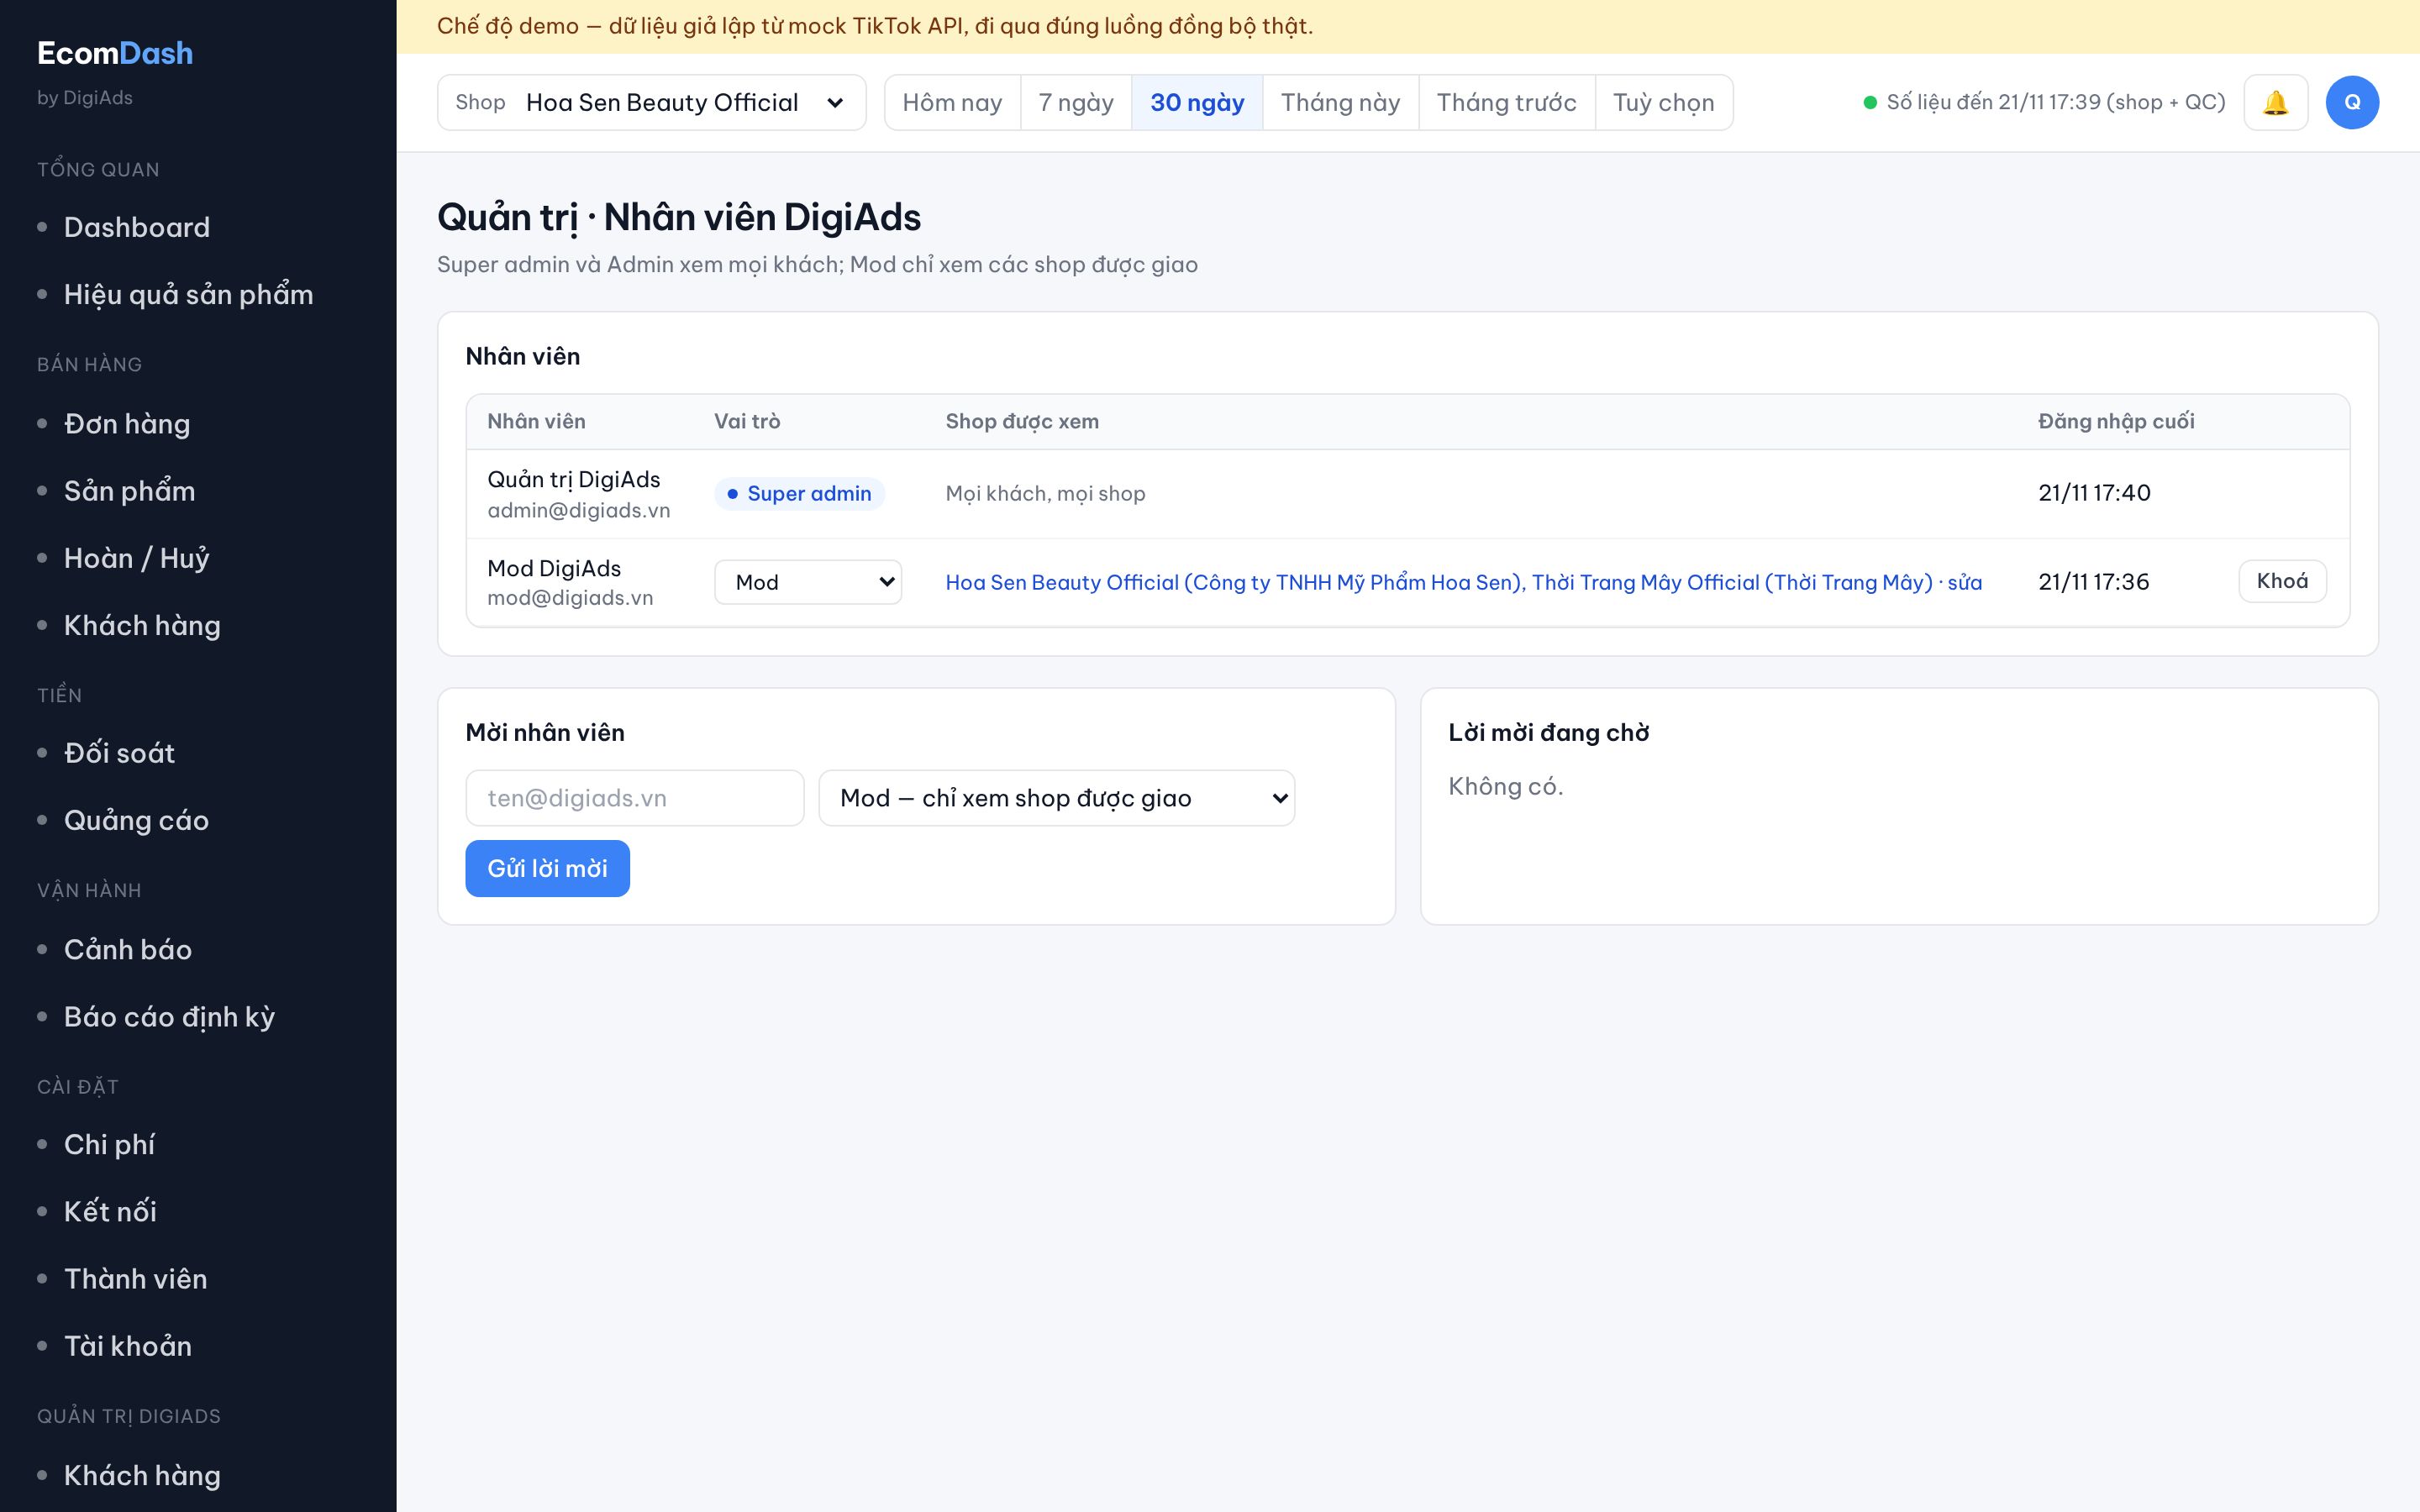 EcomDash
by DigiAds
TỔNG QUAN
Dashboard
Hiệu quả sản phẩm
BÁN HÀNG
Đơn hàng
Sản phẩm
Hoàn / Huỷ
Khách hàng
TIỀN
Đối soát
Quảng cáo
VẬN HÀNH
Cảnh báo
Báo cáo định kỳ
CÀI ĐẶT
Chi phí
Kết nối
Thành viên
Tài khoản
QUẢN TRỊ DIGIADS
Khách hàng
Chế độ demo — dữ liệu giả lập từ mock TikTok API, đi qua đúng luồng đồng bộ thật.
Shop Hoa Sen Beauty Official Hôm nay 7 ngày 30 ngày Tháng này Tháng trước Tuỳ chọn Số liệu đến 21/11 17:39 (shop + QC) Q
Quản trị · Nhân viên DigiAds
Super admin và Admin xem mọi khách; Mod chỉ xem các shop được giao
Nhân viên
Nhân viên Vai trò Shop được xem Đăng nhập cuối
Quản trị DigiAds
admin@digiads.vn
Super admin Mọi khách, mọi shop 21/11 17:40
Mod DigiAds
mod@digiads.vn
Mod Hoa Sen Beauty Official (Công ty TNHH Mỹ Phẩm Hoa Sen), Thời Trang Mây Official (Thời Trang Mây) · sửa 21/11 17:36 Khoá
Mời nhân viên
ten@digiads.vn Mod — chỉ xem shop được giao
Gửi lời mời
Lời mời đang chờ
Không có.